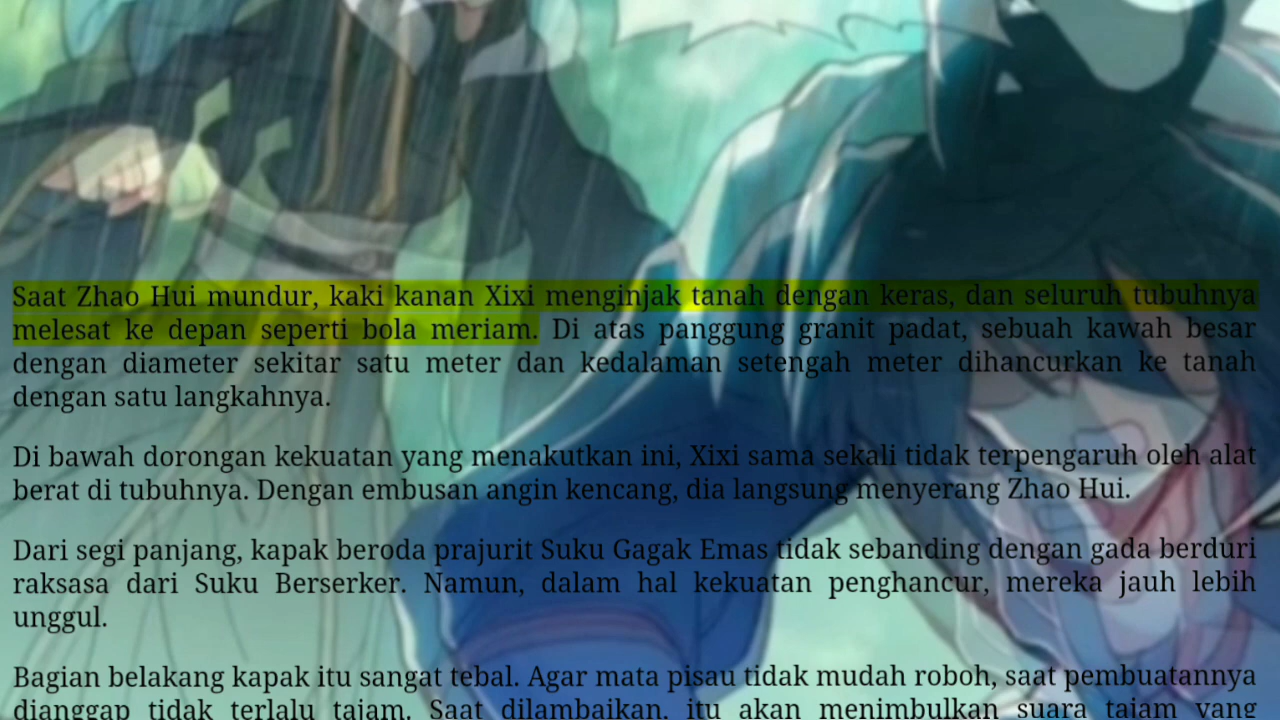 Saat Zhao Hui mundur, kaki kanan Xixi menginjak tanah dengan keras, dan seluruh tubuhnya
melesat ke depan seperti bola meriam. Di atas panggung granit padat, sebuah kawah besar
dengan diameter sekitar satu meter dan kedalaman setengah meter dihancurkan ke tanah
dengan satu langkahnya.
Di bawah dorongan kekuatan yang menakutkan ini, Xixi sama sekali tidak terpengaruh oleh alat
berat di tubuhnya. Dengan embusan angin kencang, dia langsung menyerang Zhao Hui.
Dari segi panjang, kapak beroda prajurit Suku Gagak Emas tidak sebanding dengan gada berduri
raksasa dari Suku Berserker. Namun, dalam hal kekuatan penghancur, mereka jauh lebih
unggul.
Bagian belakang kapak itu sangat tebal. Agar mata pisau tidak mudah roboh, saat pembuatannya
dianggap tidak terlalu tajam. Saat dilambaikan, itu akan menimbulkan suara tajam yang